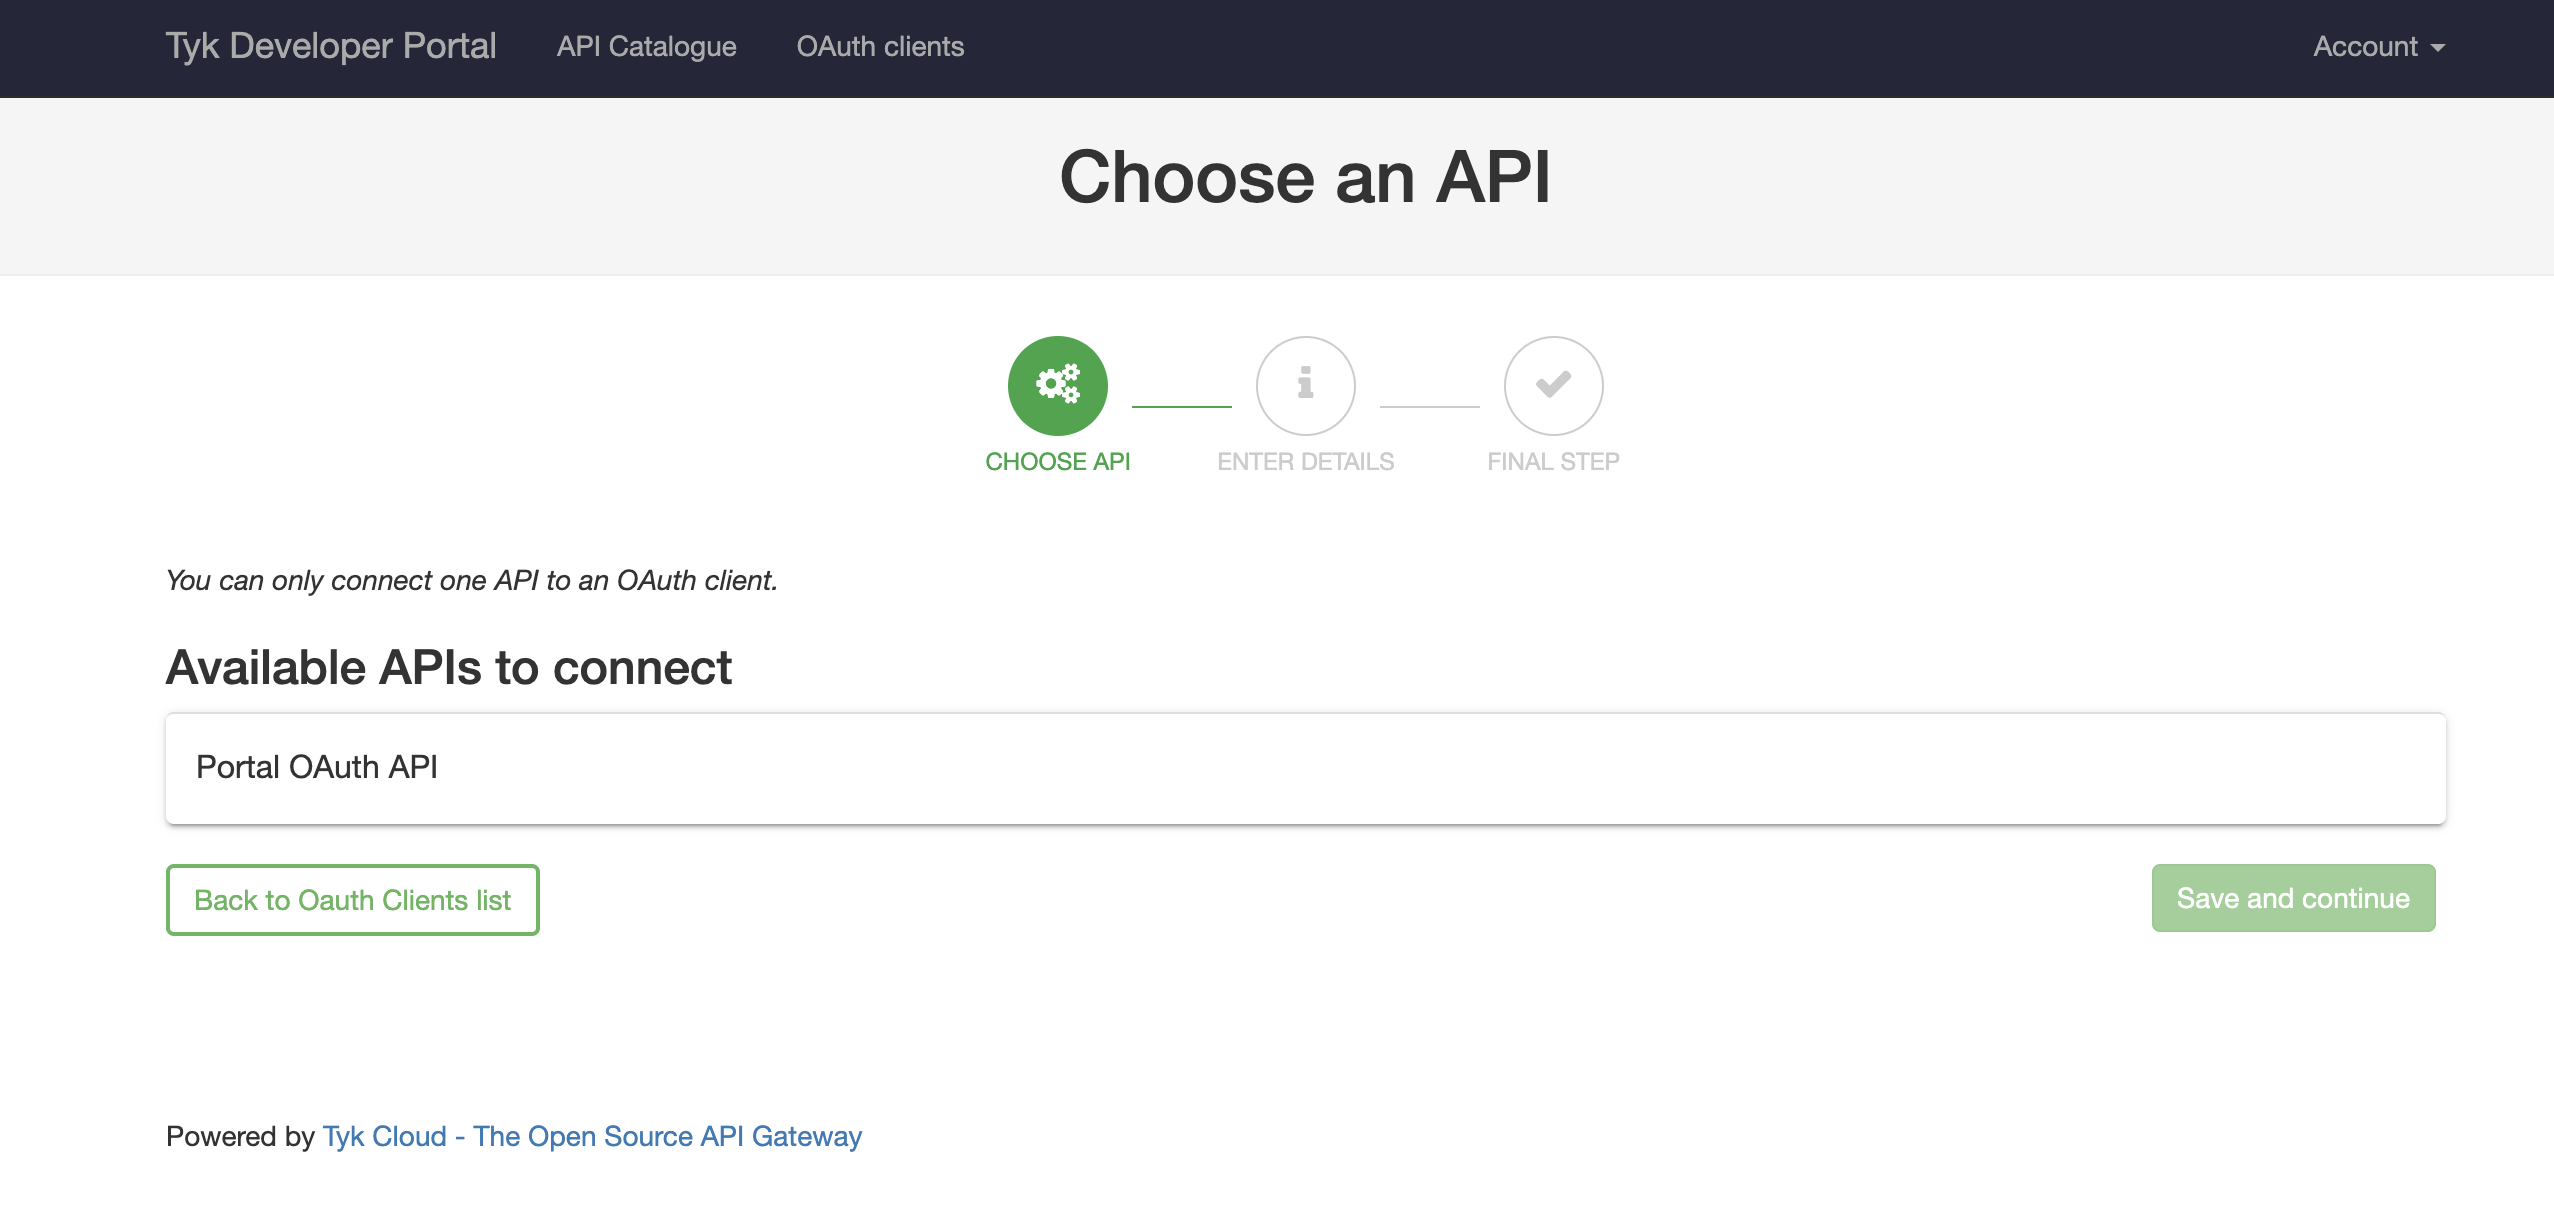 Tyk Developer Portal API Catalogue OAuth clients Account
Choose an API
CHOOSE API ENTER DETAILS FINAL STEP
You can only connect one API to an OAuth client.
Available APIs to connect
Portal OAuth API
Back to Oauth Clients list Save and continue
Powered by Tyk Cloud - The Open Source API Gateway